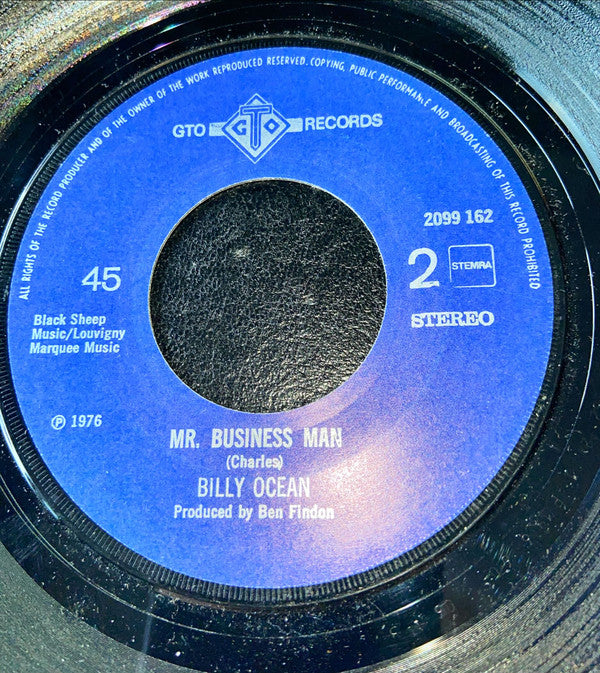 ALL RIGHTS OF THE RECORD PRODUCER AND OF THE OWNER OF THE WORK REPRODUCED RESERVED. COPYING, PUBLIC PERFORMANCE AND BROADCASTING OF THIS RECORD PROHIBITED
GTO GTO RECORDS
2099 162
45
2 STEMRA
STEREO
Black Sheep
Music/Louvigny
Marquee Music
℗ 1976
MR. BUSINESS MAN
(Charles)
BILLY OCEAN
Produced by Ben Findon